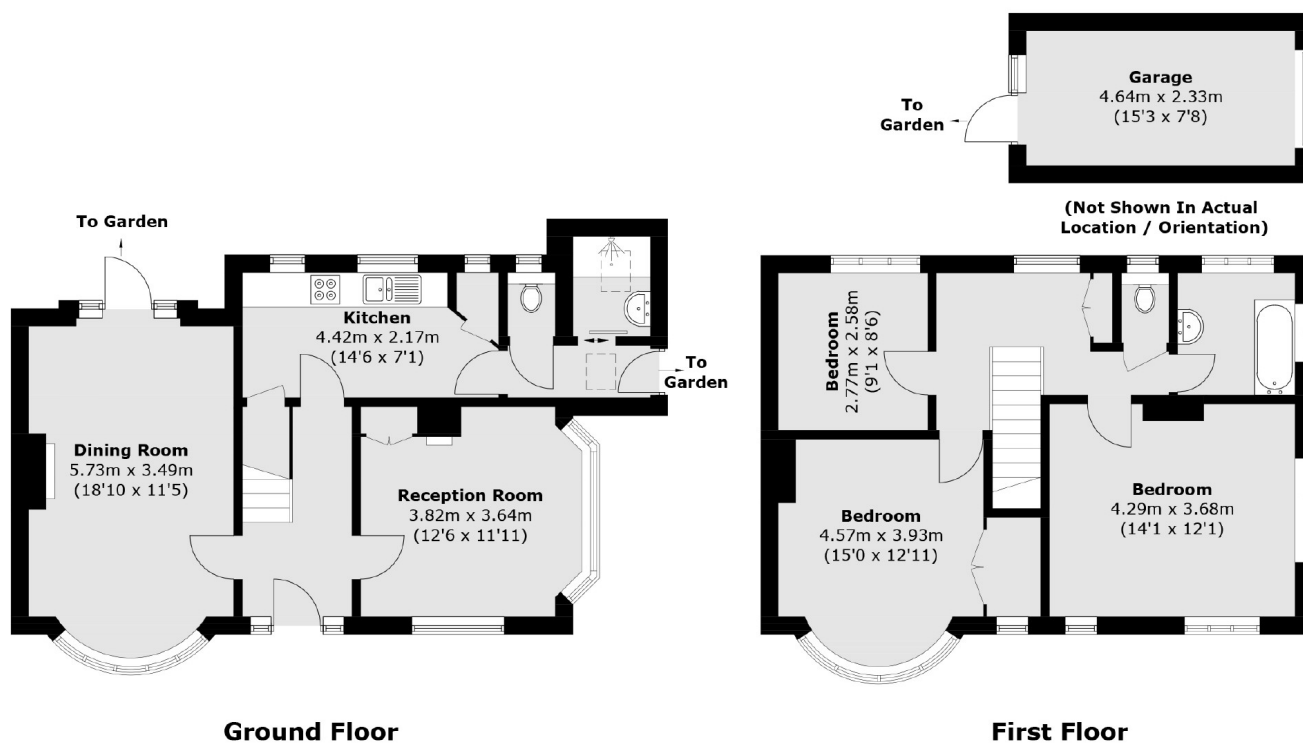 Garage
4.64m x 2.33m
(15'3 x 7'8)
To
Garden
(Not Shown In Actual
Location / Orientation)
To Garden
Kitchen
4.42m x 2.17m
(14'6 x 7'1)
To
Garden
Dining Room
5.73m x 3.49m
(18'10 x 11'5)
Reception Room
3.82m x 3.64m
(12'6 x 11'11)
Bedroom
2.77m x 2.58m
(9'1 x 8'6)
Bedroom
4.57m x 3.93m
(15'0 x 12'11)
Bedroom
4.29m x 3.68m
(14'1 x 12'1)
Ground Floor
First Floor